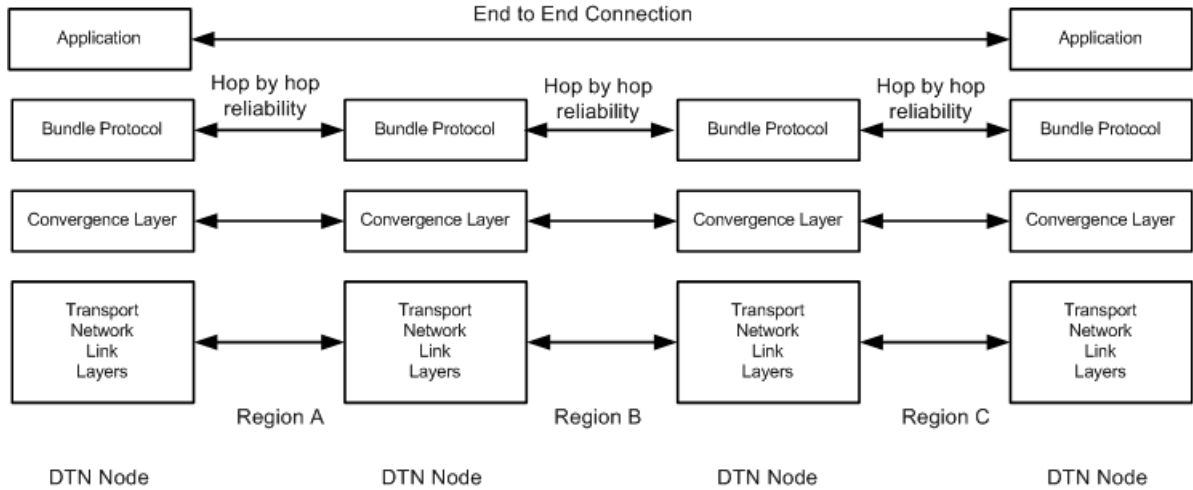 End to End Connection
Application
Application
Hop by hop
reliability
Hop by hop
reliability
Hop by hop
reliability
Bundle Protocol
Bundle Protocol
Bundle Protocol
Bundle Protocol
Convergence Layer
Convergence Layer
Convergence Layer
Convergence Layer
Transport
Network
Link
Layers
Transport
Network
Link
Layers
Transport
Network
Link
Layers
Transport
Network
Link
Layers
Region A
Region B
Region C
DTN Node
DTN Node
DTN Node
DTN Node